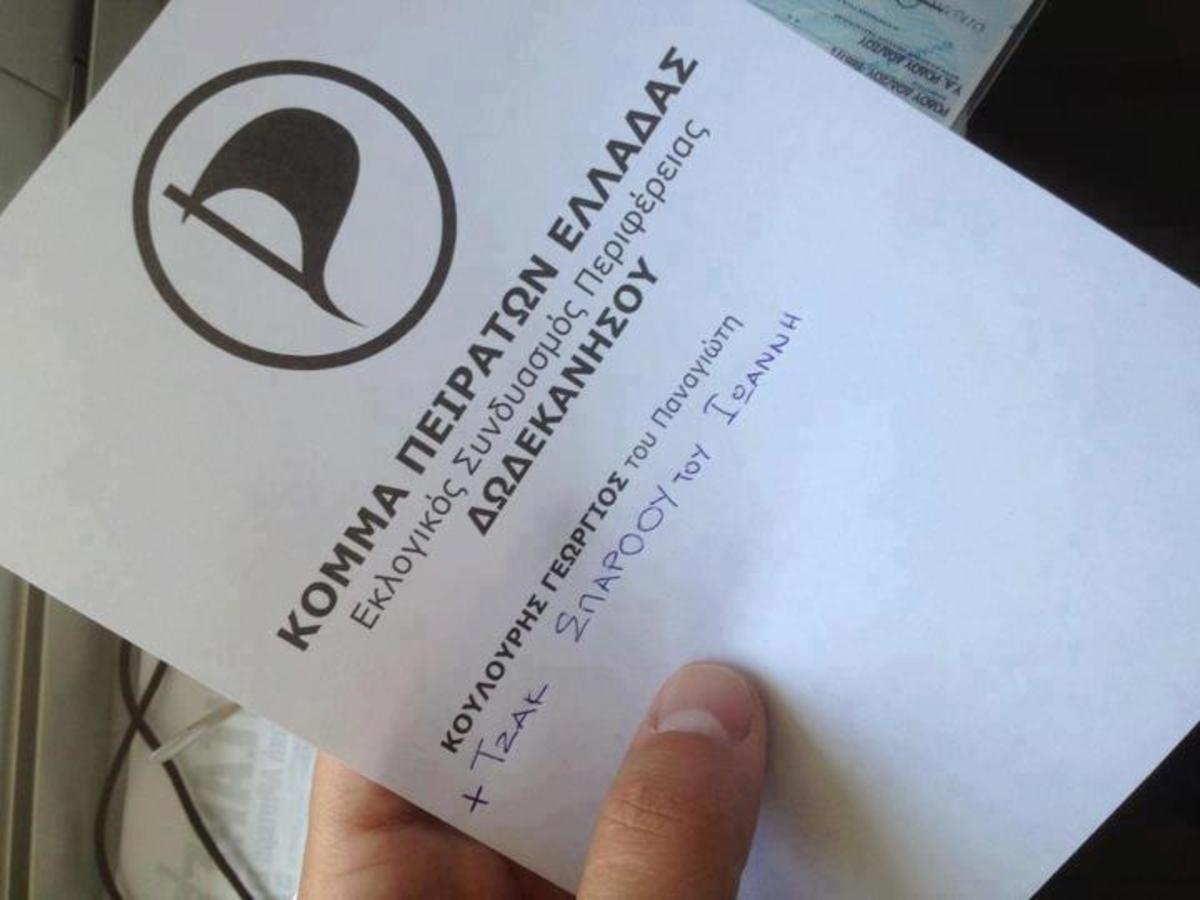 ΚΟΜΜΑ ΠΕΙΡΑΤΩΝ ΕΛΛΑΔΑΣ
Εκλογικός Συνδυασμός Περιφέρειας
ΔΩΔΕΚΑΝΗΣΟΥ
ΚΟΥΛΟΥΡΗΣ ΓΕΩΡΓΙΟΣ του Παναγιώτη
+ ΤΖΑΚ ΣΠΑΡΟΟΥ του ΙΩΑΝΝΗ